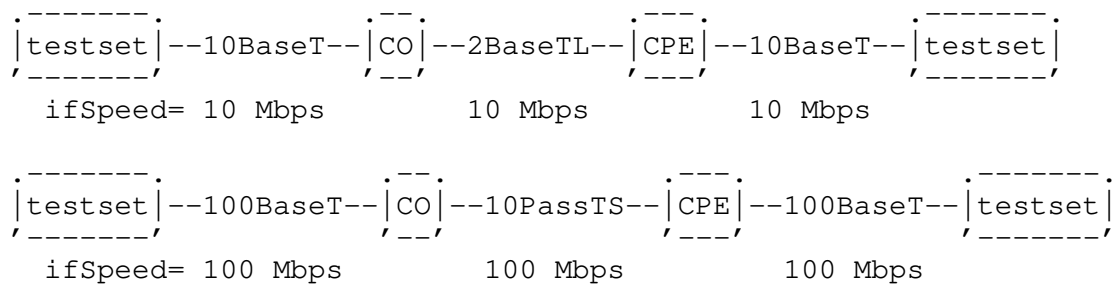 |testset|--10BaseT--|CO|--2BaseTL--|CPE|--10BaseT--|testset|
ifSpeed= 10 Mbps 10 Mbps 10 Mbps
|testset|--100BaseT--|CO|--10PassTS--|CPE|--100BaseT--|testset|
ifSpeed= 100 Mbps 100 Mbps 100 Mbps